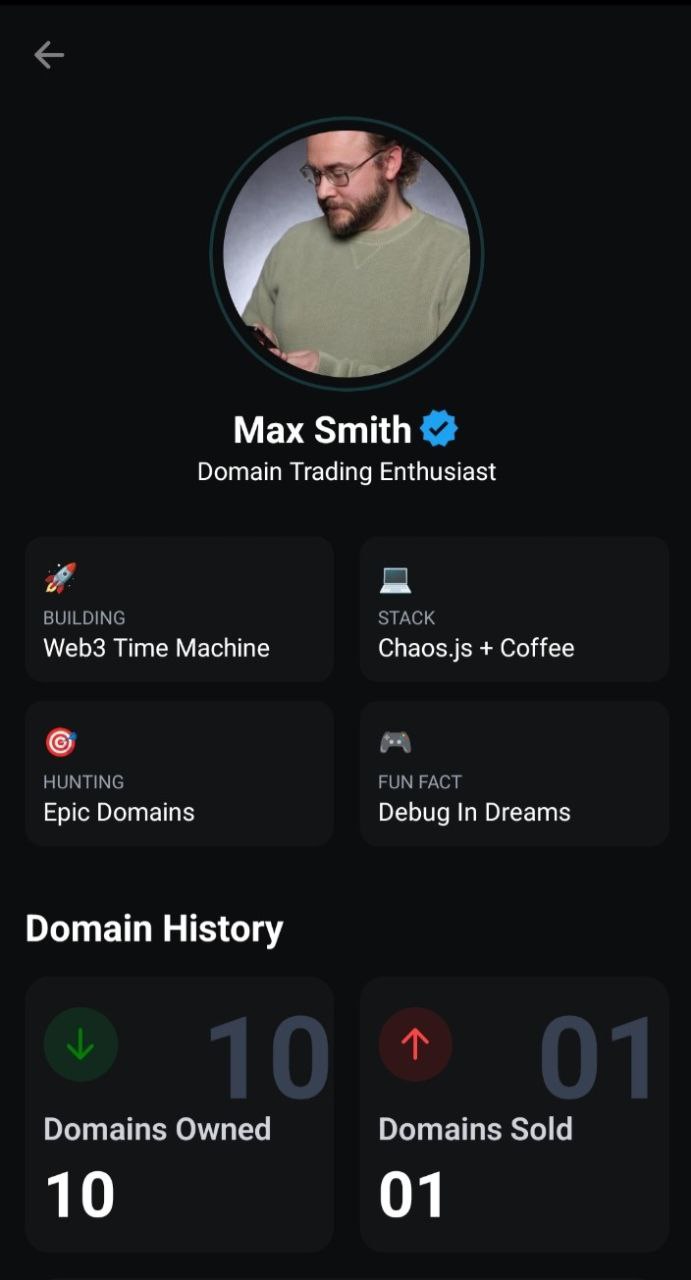 Max Smith
Domain Trading Enthusiast
BUILDING
Web3 Time Machine
STACK
Chaos.js + Coffee
HUNTING
Epic Domains
FUN FACT
Debug In Dreams
Domain History
10
Domains Owned
10
01
Domains Sold
01